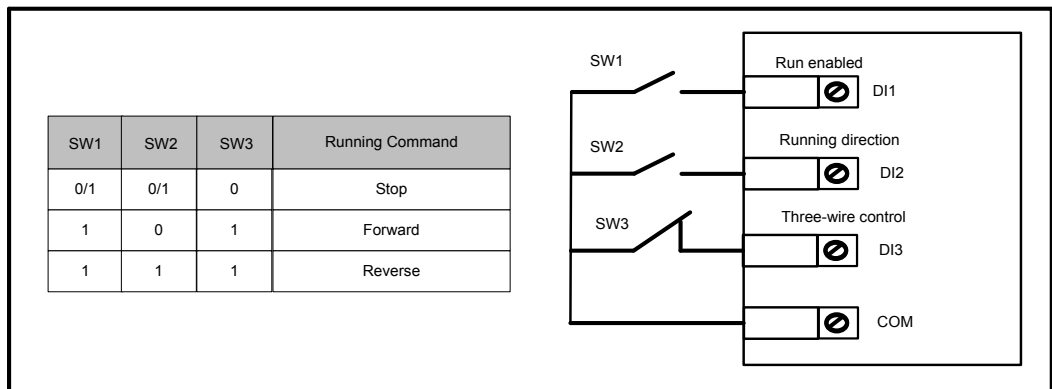 SW1 SW2 SW3 Running Command
0/1 0/1 0 Stop
1 0 1 Forward
1 1 1 Reverse
SW1
Run enabled
DI1
SW2
Running direction
DI2
SW3
Three-wire control
DI3
COM